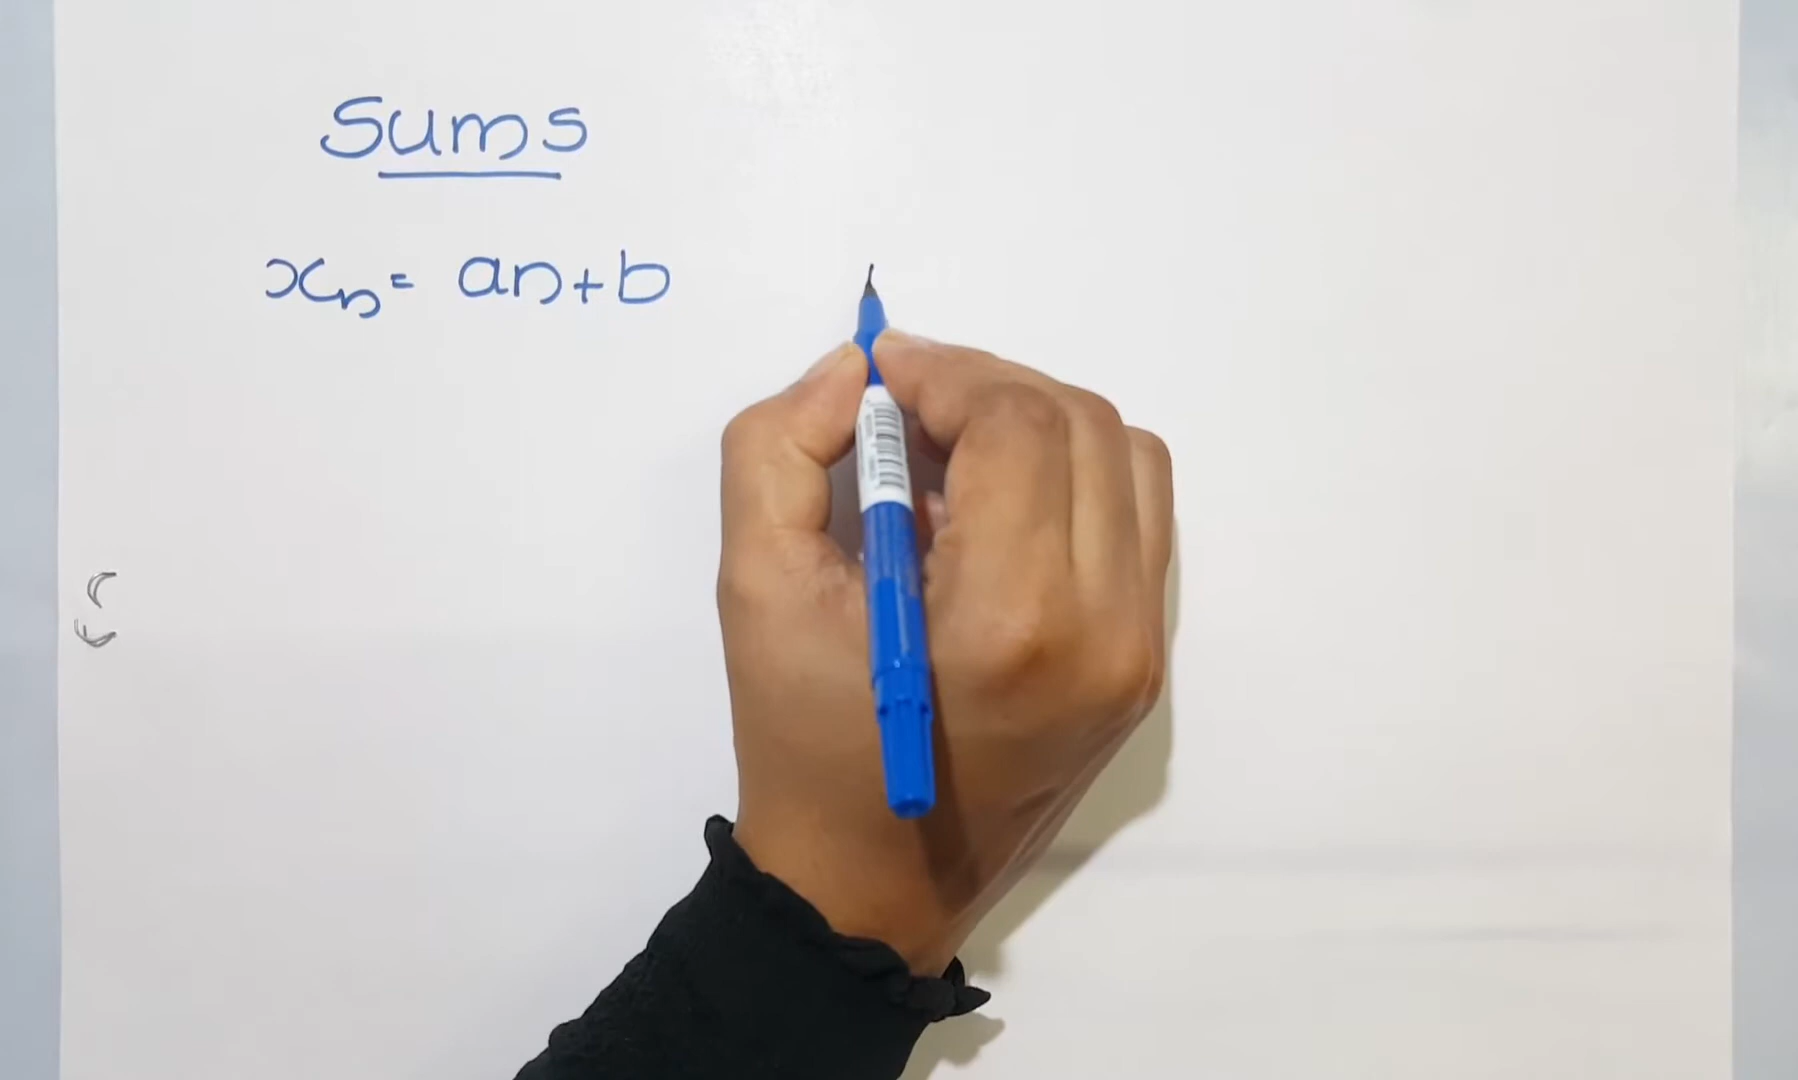 Sums
xₙ = an+b